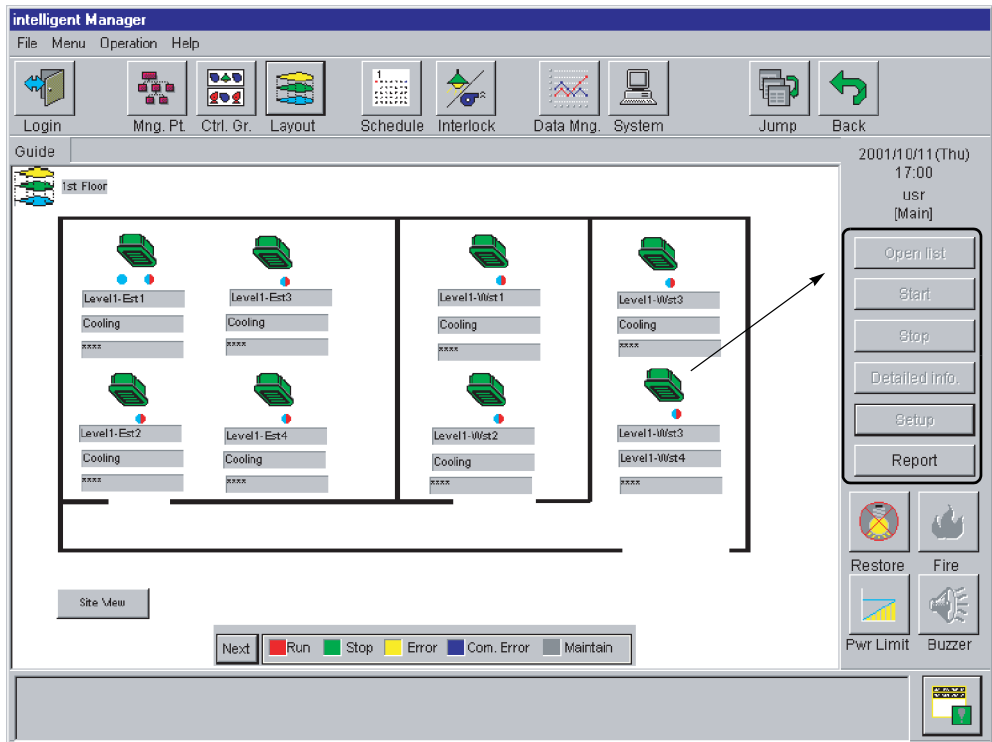 intelligent Manager
File Menu Operation Help
Login Mng. Pt. Ctrl. Gr. Layout Schedule Interlock Data Mng. System Jump Back
Guide
2001/10/11(Thu)
17:00
usr
[Main]
1st Floor
Level1-Est1 Level1-Est3 Level1-Wst1 Level1-Wst3
Cooling Cooling Cooling Cooling
**** **** **** ****
Level1-Est2 Level1-Est4 Level1-Wst2 Level1-Wst3
Cooling Cooling Cooling Level1-Wst4
**** **** **** ****
Open list
Start
Stop
Detailed info.
Setup
Report
Restore Fire
Pwr Limit Buzzer
Site View
Next Run Stop Error Com. Error Maintain